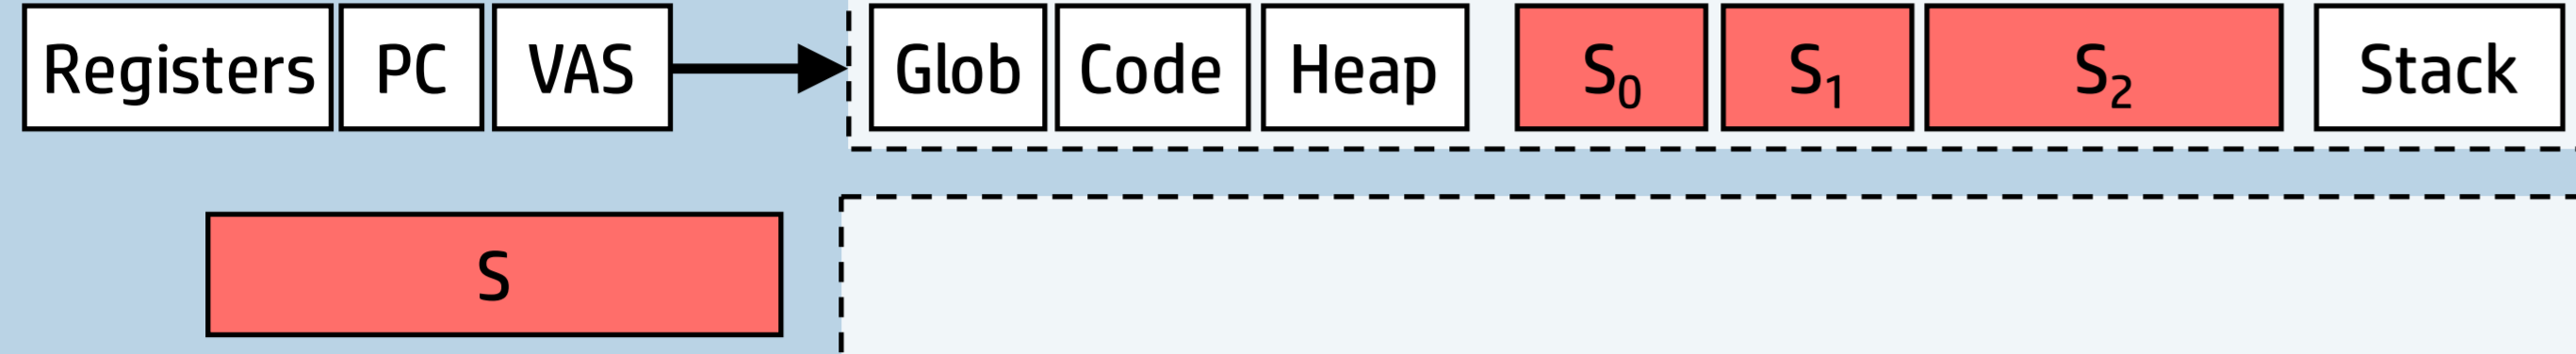 Registers PC VAS Glob Code Heap S₀ S₁ S₂ Stack
S